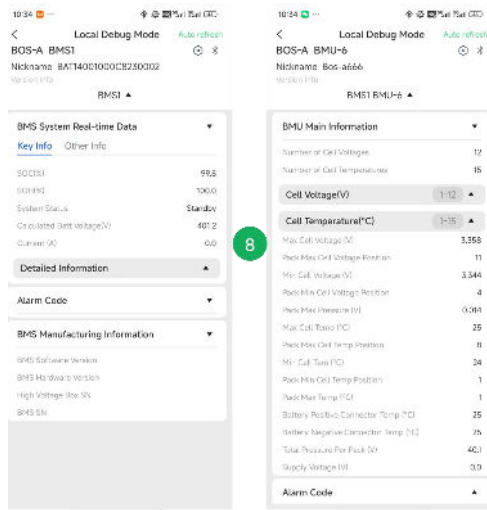 10:34
Local Debug Mode
Auto refresh
BOS-A BMS1
Nickname BAT14001000CB230002
Version Info
BMS1 ▲
BMS System Real-time Data ▼
Key Info Other Info
SOC(%) 99.8
SOH(%) 100.0
System Status Standby
Calculated Batt Voltage(V) 401.2
Current (A) 0.0
Detailed Information ▲
Alarm Code ▼
BMS Manufacturing Information ▼
BMS Software Version
BMS Hardware Version
High Voltage Box SN
BMS SN
8
10:34
Local Debug Mode
Auto refresh
BOS-A BMU-6
Nickname Bos-a666
Version Info
BMS1 BMU-6 ▲
BMU Main Information ▼
Number of Cell Voltages 12
Number of Cell Temperatures 15
Cell Voltage(V) 1-12 ▲
Cell Temperature(°C) 1-15 ▲
Max Cell Voltage (V) 3.358
Pack Max Cell Voltage Position 11
Min Cell Voltage (V) 3.344
Pack Min Cell Voltage Position 4
Pack Max Pressure (V) 0.014
Max Cell Temp (°C) 25
Pack Max Cell Temp Position 8
Min Cell Tem (°C) 24
Pack Min Cell Temp Position 1
Pack Max Temp (°C) 1
Battery Positive Connector Temp (°C) 25
Battery Negative Connector Temp (°C) 25
Total Pressure Per Pack (V) 40.1
Supply Voltage (V) 0.0
Alarm Code ▲